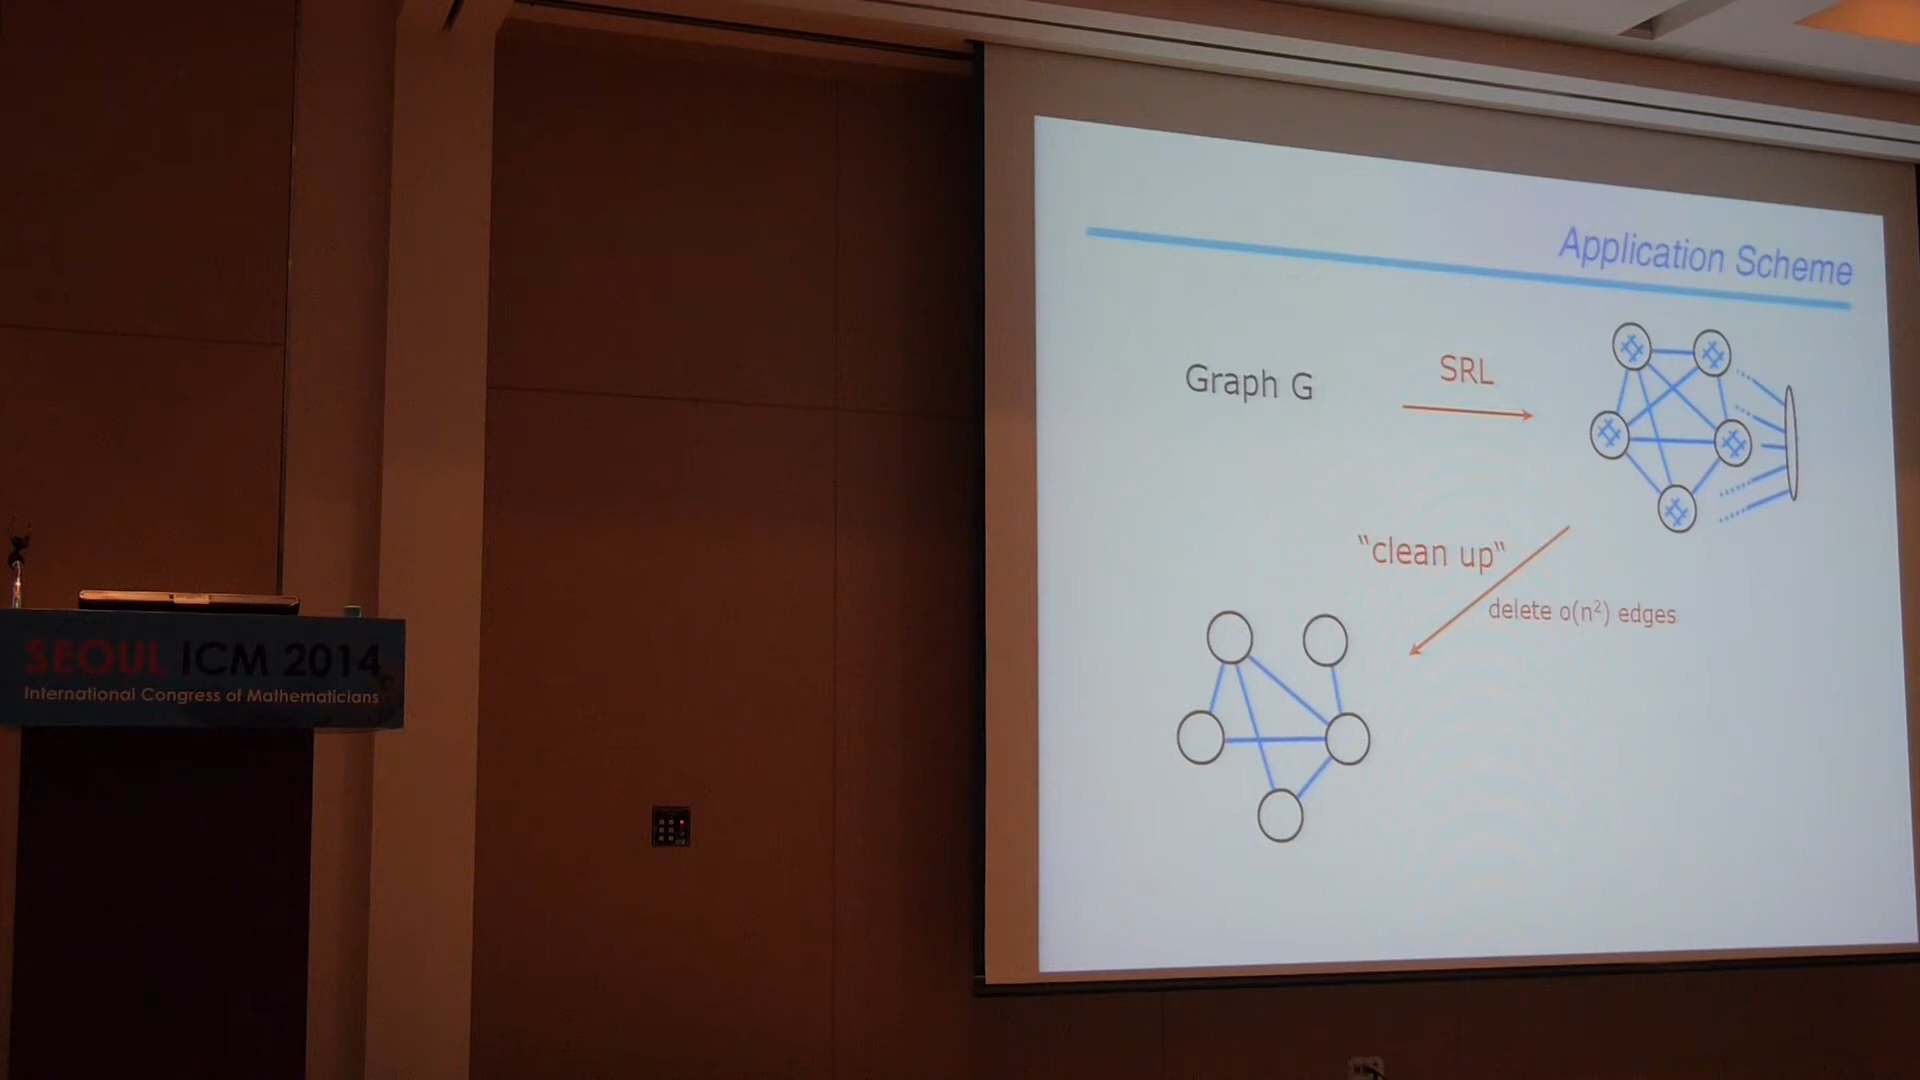 SEOUL ICM 2014
International Congress of Mathematicians
Application Scheme
Graph G
SRL
"clean up"
delete o(n²) edges